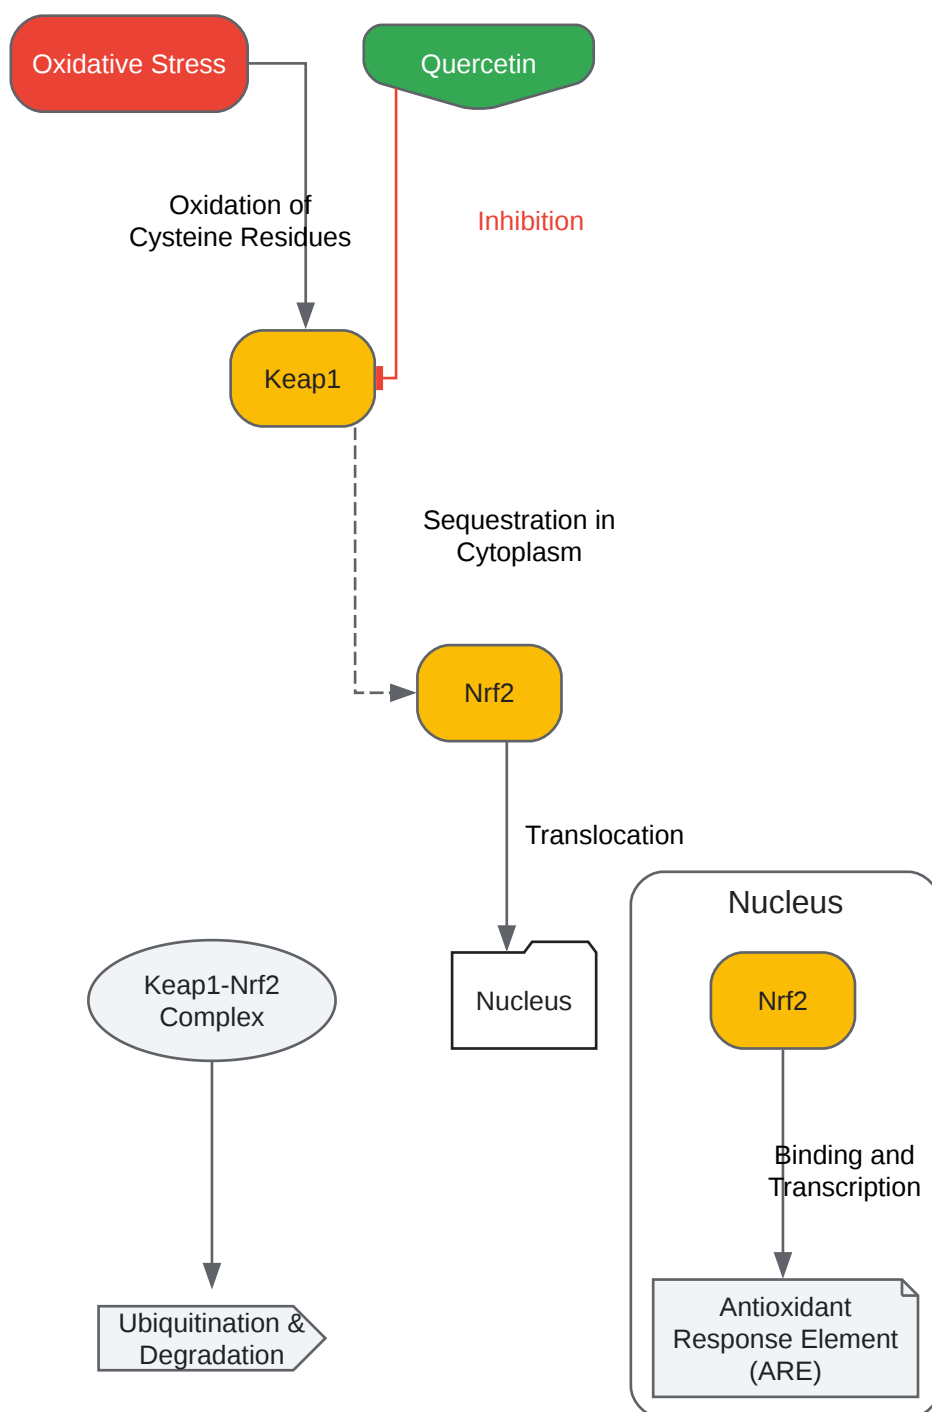 Oxidative Stress
Quercetin
Oxidation of
Cysteine Residues
Inhibition
Keap1
Sequestration in
Cytoplasm
Nrf2
Translocation
Nucleus
Nucleus
Keap1-Nrf2
Complex
Nrf2
Binding and
Transcription
Ubiquitination &
Degradation
Antioxidant
Response Element
(ARE)